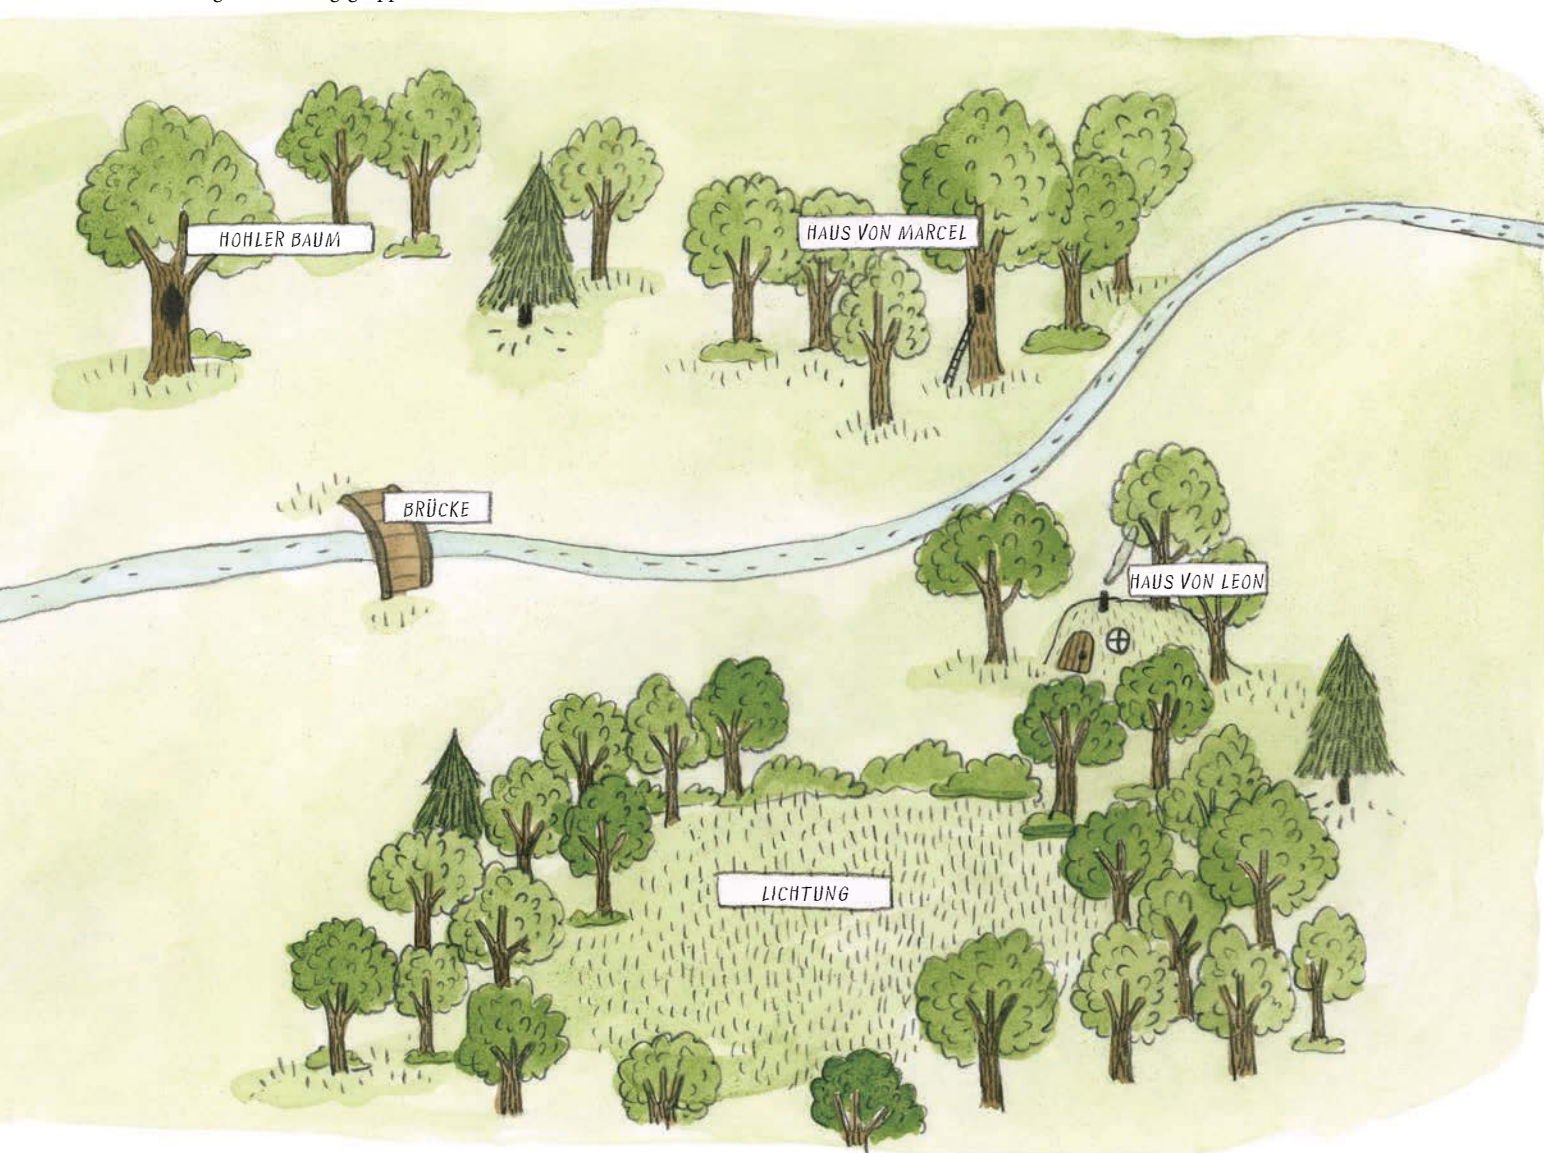 HOHLER BAUM
HAUS VON MARCEL
BRÜCKE
HAUS VON LEON
LICHTUNG